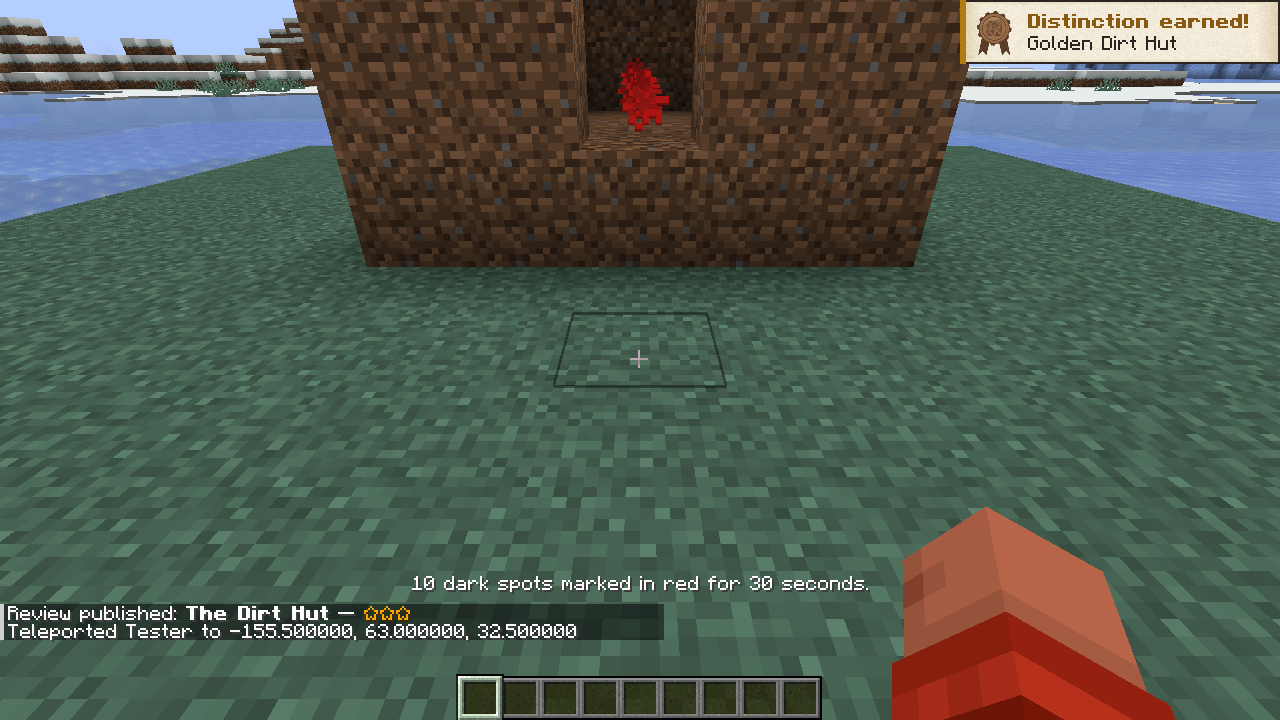 Distinction earned!
Golden Dirt Hut
10 dark spots marked in red for 30 seconds.
Review published: The Dirt Hut — ☆☆☆
Teleported Tester to -155.500000, 63.000000, 32.500000